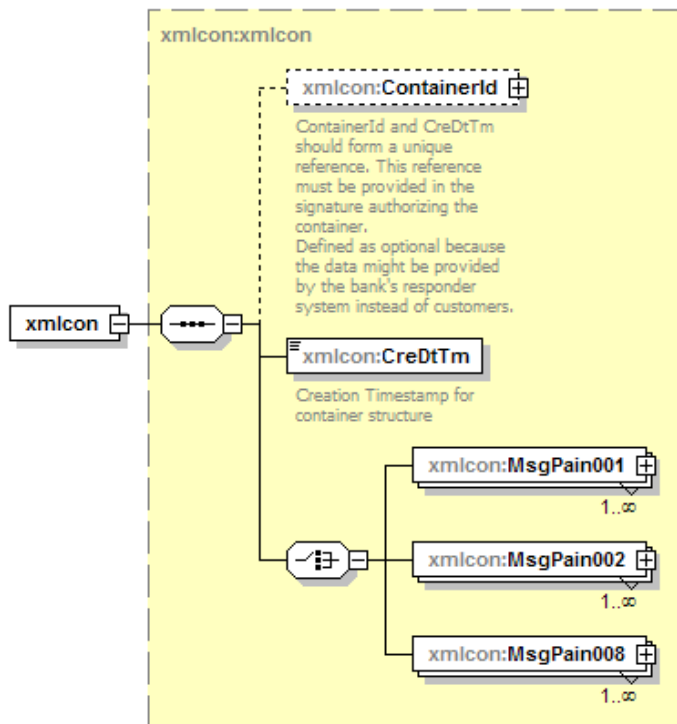 xmlcon:xmlcon
xmlcon:ContainerId
ContainerId and CreDtTm
should form a unique
reference. This reference
must be provided in the
signature authorizing the
container.
Defined as optional because
the data might be provided
by the bank's responder
system instead of customers.
xmlcon
xmlcon:CreDtTm
Creation Timestamp for
container structure
xmlcon:MsgPain001
1..∞
xmlcon:MsgPain002
1..∞
xmlcon:MsgPain008
1..∞